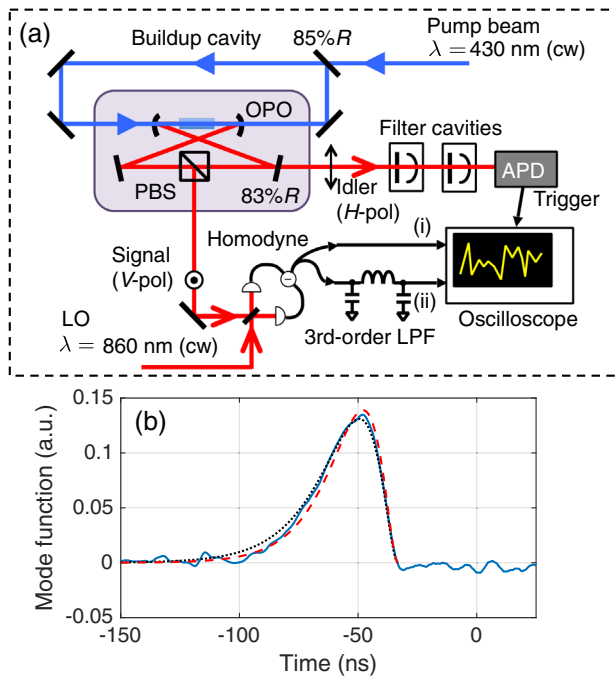 (a)
Buildup cavity
85%R
Pump beam
λ = 430 nm (cw)
OPO
Filter cavities
PBS
83%R
Idler
(H-pol)
APD
Trigger
Signal
(V-pol)
Homodyne
−
(i)
(ii)
LO
λ = 860 nm (cw)
3rd-order LPF
Oscilloscope
(b)
Mode function (a.u.)
0.15
0.1
0.05
0
-0.05
-150
-100
-50
0
Time (ns)